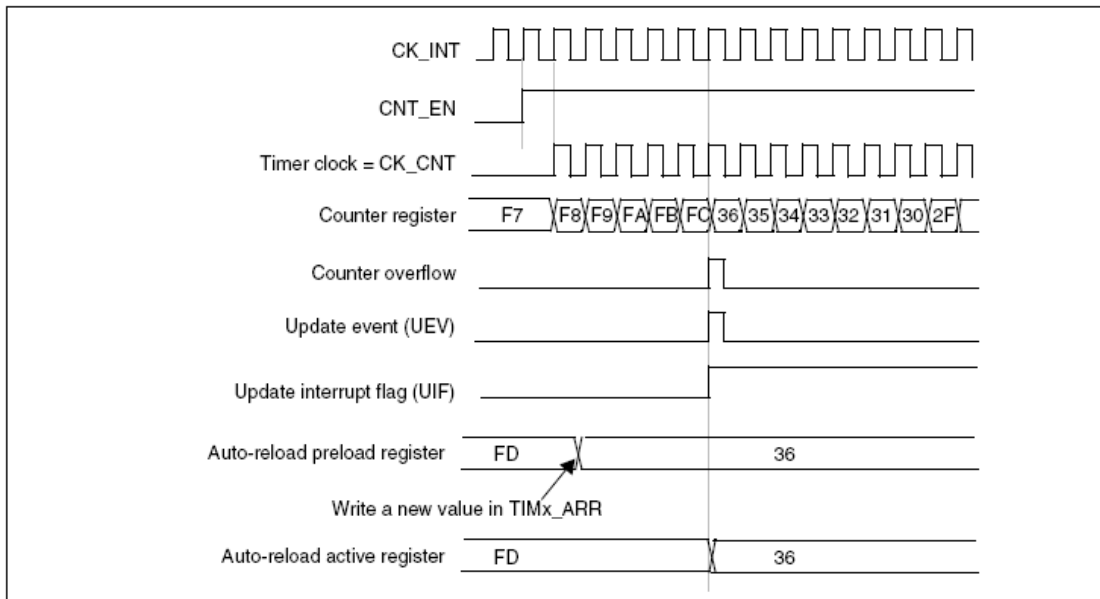 CK_INT
CNT_EN
Timer clock = CK_CNT
Counter register F7 F8 F9 FA FB FC 36 35 34 33 32 31 30 2F
Counter overflow
Update event (UEV)
Update interrupt flag (UIF)
Auto-reload preload register FD 36
Write a new value in TIMx_ARR
Auto-reload active register FD 36